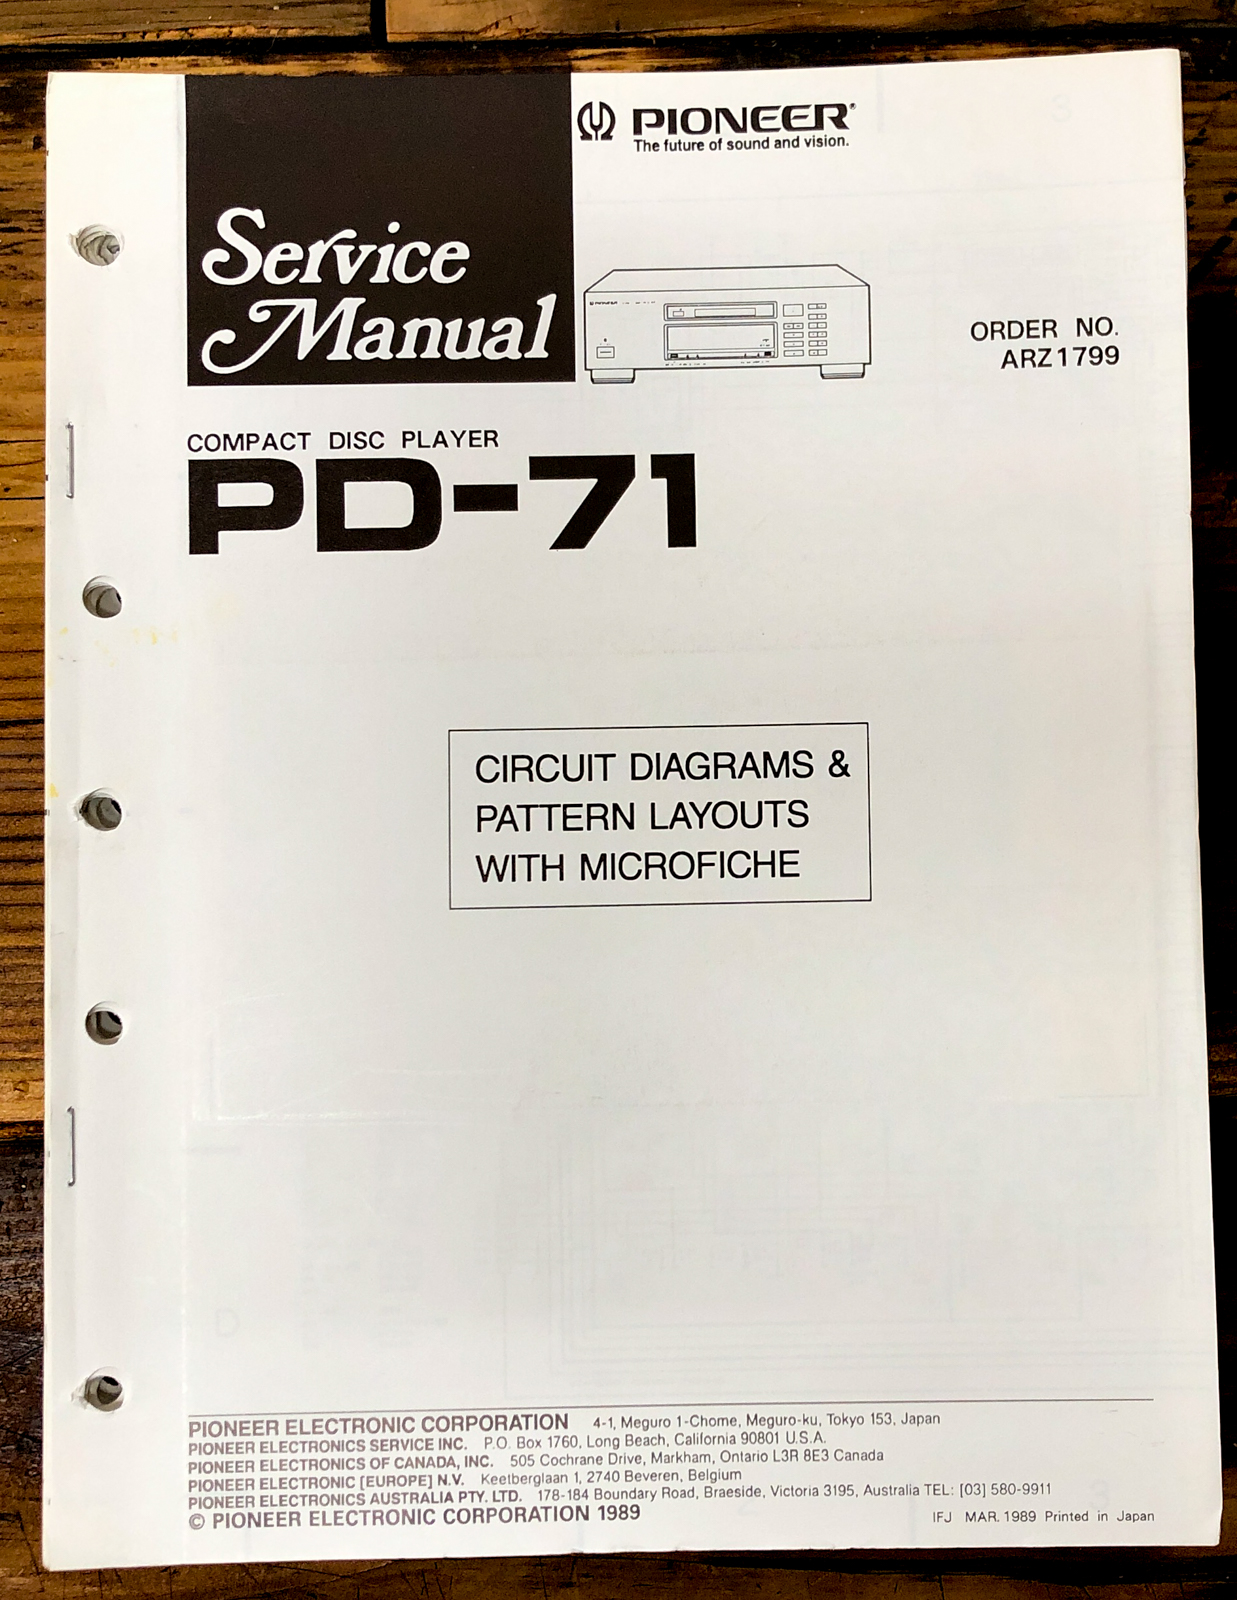 PIONEER®
The future of sound and vision.
Service
Manual
PIONEER
ORDER NO.
ARZ1799
COMPACT DISC PLAYER
PD-71
CIRCUIT DIAGRAMS &
PATTERN LAYOUTS
WITH MICROFICHE
PIONEER ELECTRONIC CORPORATION 4-1, Meguro 1-Chome, Meguro-ku, Tokyo 153, Japan
PIONEER ELECTRONICS SERVICE INC. P.O. Box 1760, Long Beach, California 90801 U.S.A.
PIONEER ELECTRONICS OF CANADA, INC. 505 Cochrane Drive, Markham, Ontario L3R 8E3 Canada
PIONEER ELECTRONIC [EUROPE] N.V. Keetberglaan 1, 2740 Beveren, Belgium
PIONEER ELECTRONICS AUSTRALIA PTY. LTD. 178-184 Boundary Road, Braeside, Victoria 3195, Australia TEL: [03] 580-9911
© PIONEER ELECTRONIC CORPORATION 1989
IFJ MAR. 1989 Printed in Japan